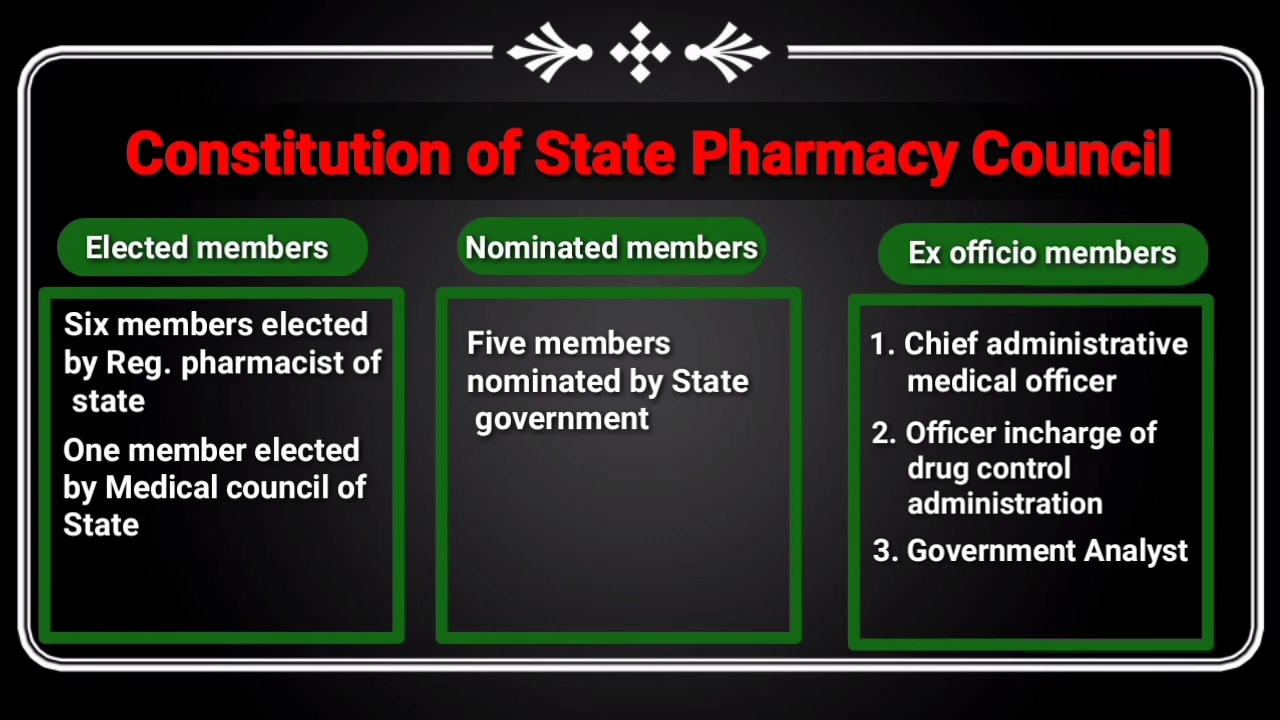 Constitution of State Pharmacy Council
Elected members
Six members elected
by Reg. pharmacist of
state
One member elected
by Medical council of
State
Nominated members
Five members
nominated by State
government
Ex officio members
1. Chief administrative
medical officer
2. Officer incharge of
drug control
administration
3. Government Analyst